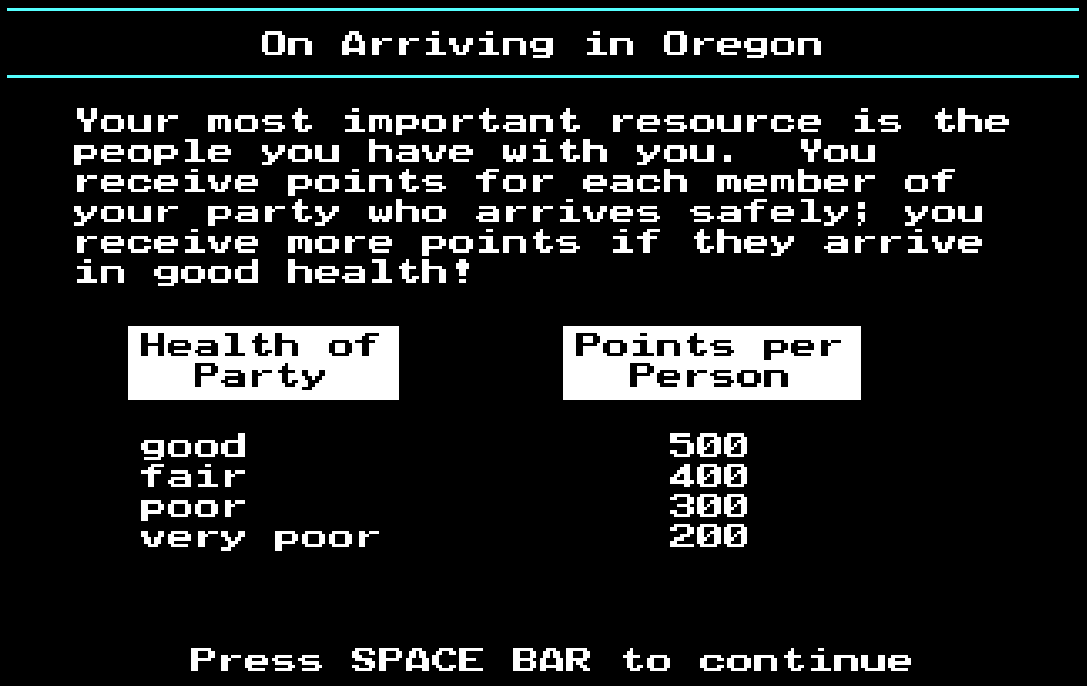 On Arriving in Oregon
Your most important resource is the
people you have with you.  You
receive points for each member of
your party who arrives safely; you
receive more points if they arrive
in good health!
Health of Party
Points per Person
good 500
fair 400
poor 300
very poor 200
Press SPACE BAR to continue